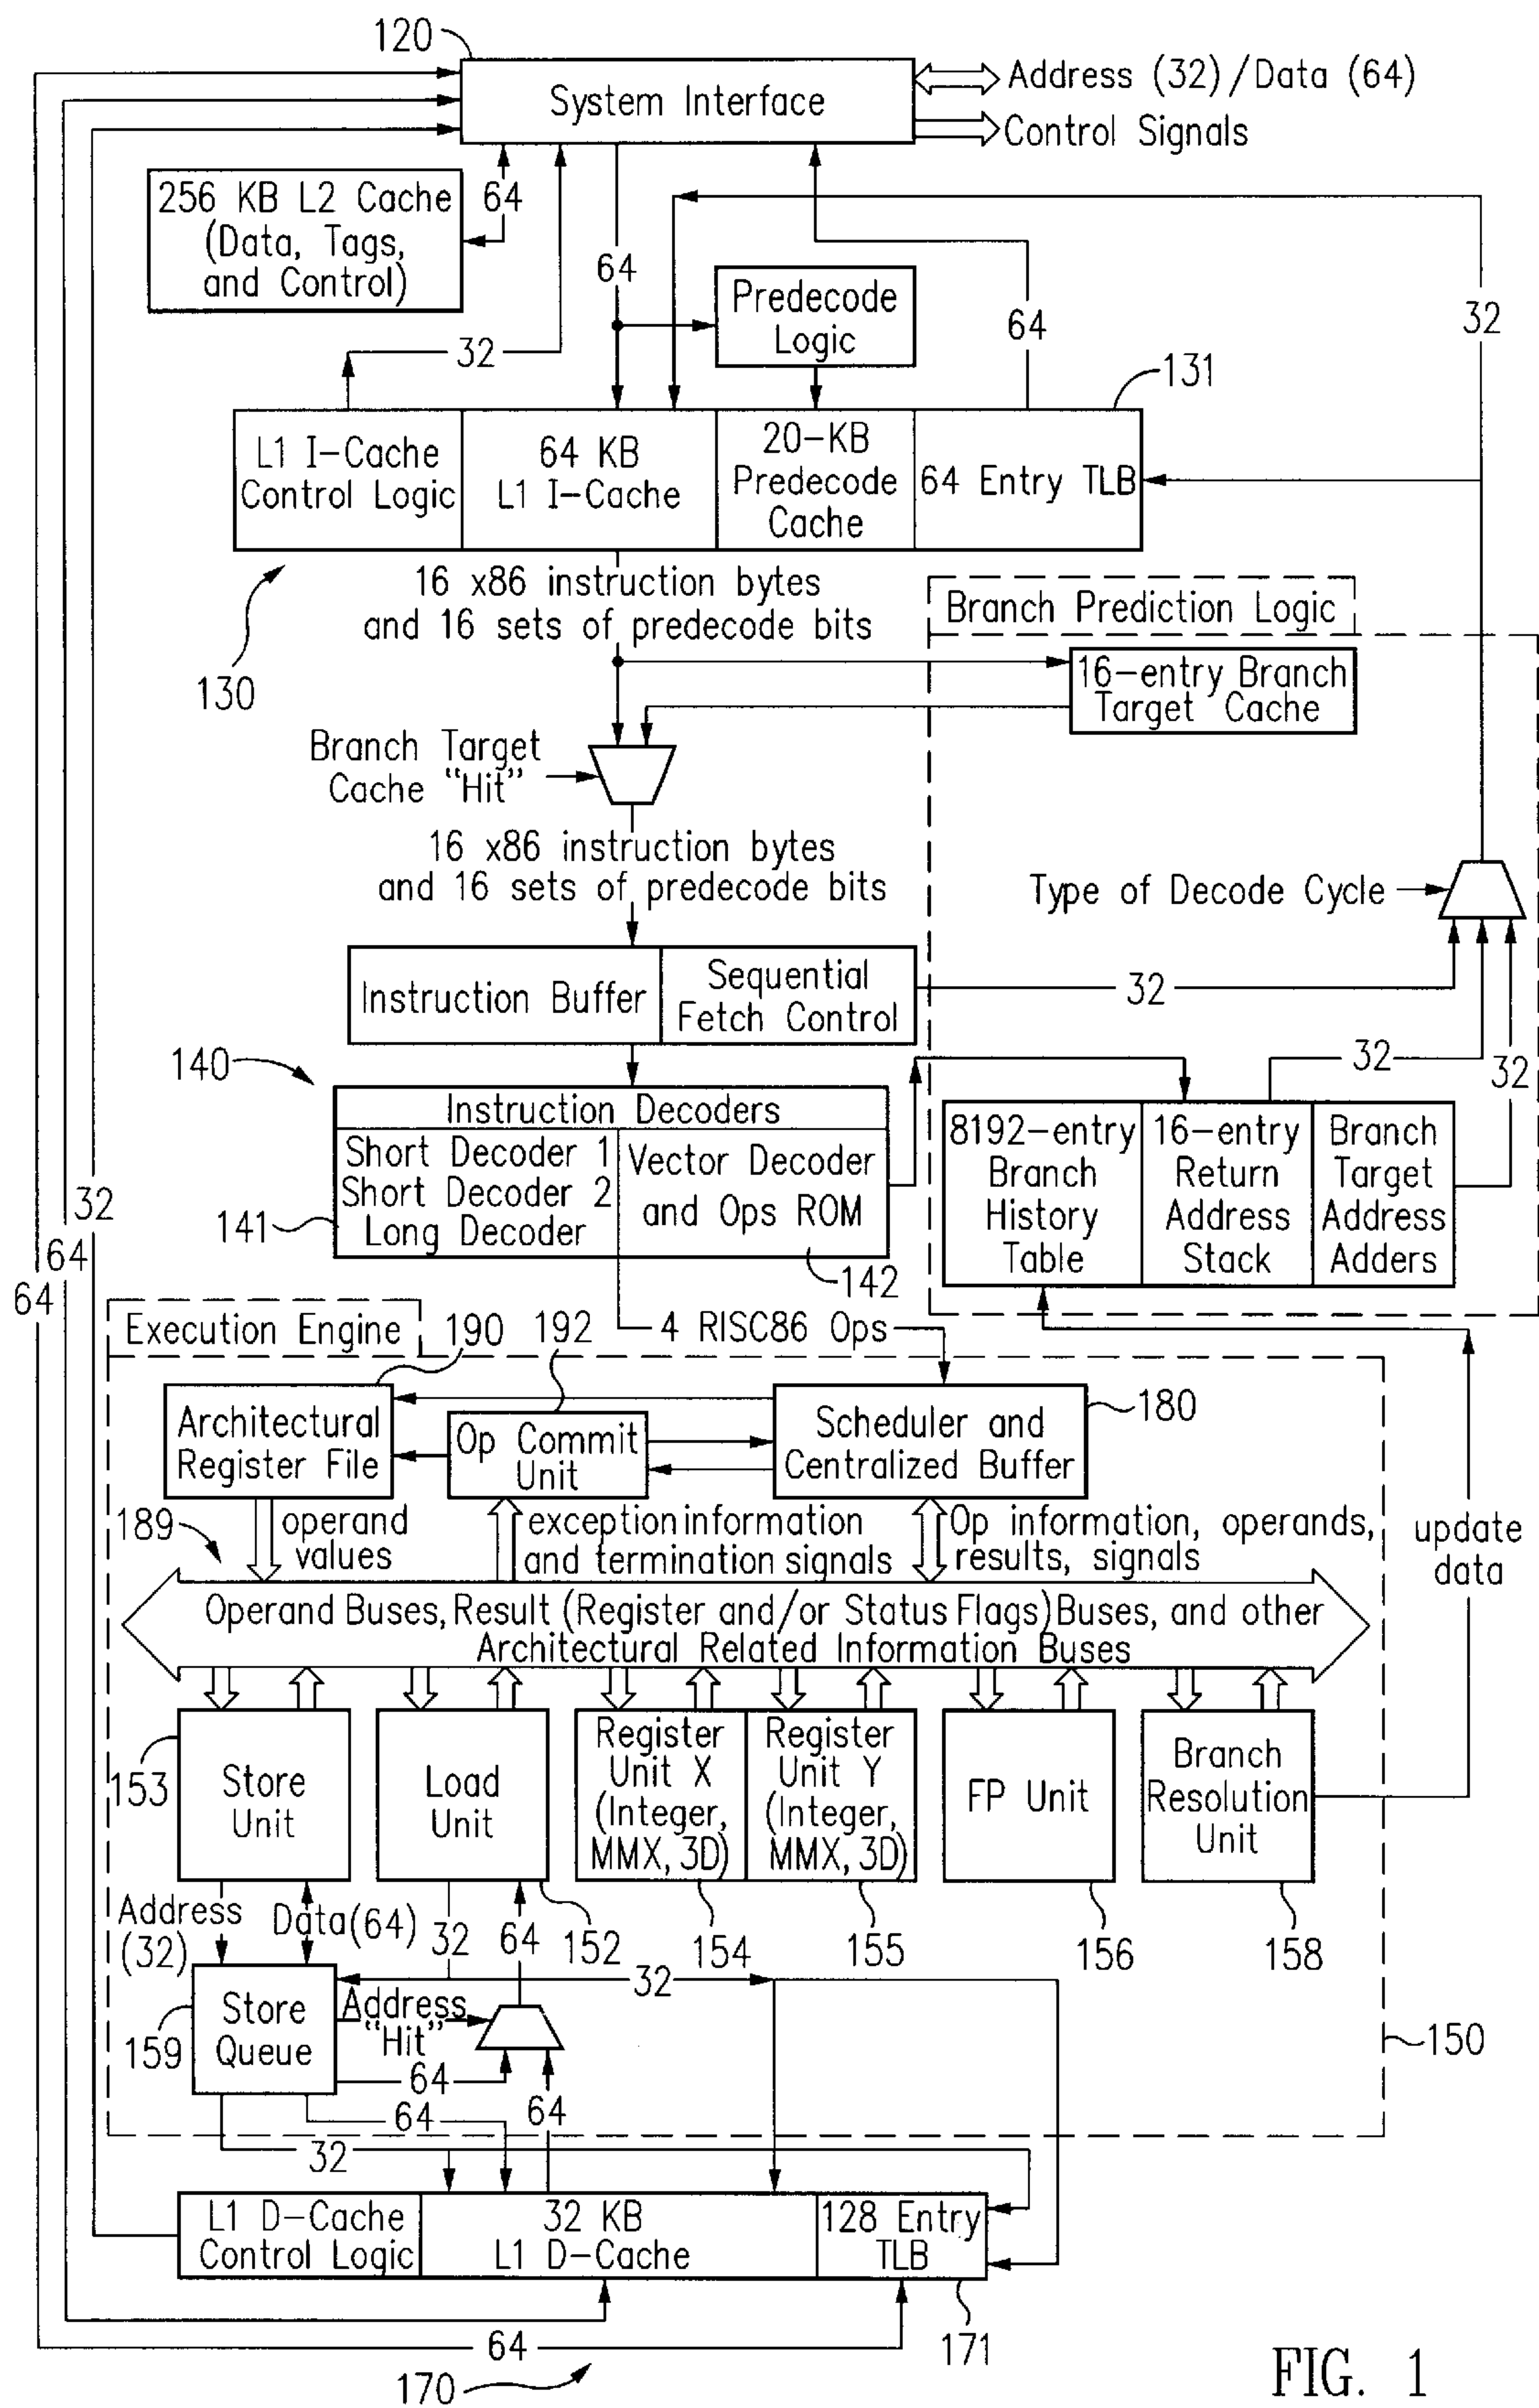 120
System Interface
Address (32)/Data (64)
Control Signals
256 KB L2 Cache
(Data, Tags,
and Control)
64
64
Predecode
Logic
64
32
32
131
L1 I-Cache
Control Logic
64 KB
L1 I-Cache
20-KB
Predecode
Cache
64 Entry TLB
130
16 x86 instruction bytes
and 16 sets of predecode bits
Branch Prediction Logic
16-entry Branch
Target Cache
Branch Target
Cache "Hit"
16 x86 instruction bytes
and 16 sets of predecode bits
Type of Decode Cycle
Instruction Buffer
Sequential
Fetch Control
32
32
32
140
Instruction Decoders
Short Decoder 1
Short Decoder 2
Long Decoder
Vector Decoder
and Ops ROM
141
142
8192-entry
Branch
History
Table
16-entry
Return
Address
Stack
Branch
Target
Address
Adders
32
64
64
4 RISC86 Ops
Execution Engine
190
192
Architectural
Register File
Op Commit
Unit
Scheduler and
Centralized Buffer
180
189
operand
values
exception information
and termination signals
Op information, operands,
results, signals
update
data
Operand Buses, Result (Register and/or Status Flags) Buses, and other
Architectural Related Information Buses
153
Store
Unit
Load
Unit
Register
Unit X
(Integer,
MMX, 3D)
Register
Unit Y
(Integer,
MMX, 3D)
FP Unit
Branch
Resolution
Unit
Address
(32)
Data(64)
32
64
152
154
155
156
158
32
159
Store
Queue
Address
"Hit"
64
64
64
150
32
L1 D-Cache
Control Logic
32 KB
L1 D-Cache
128 Entry
TLB
64
171
170
FIG. 1